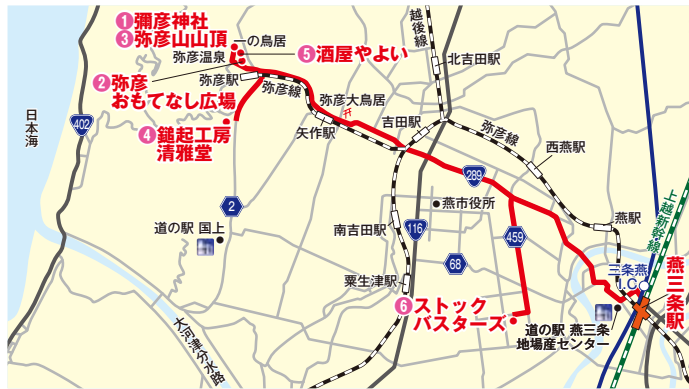 ❶彌彦神社
❸弥彦山山頂
一の鳥居
弥彦温泉
❺酒屋やよい
越後線
北吉田駅
❷弥彦
おもてなし広場
弥彦駅
弥彦線
弥彦大鳥居
吉田駅
矢作駅
弥彦線
西燕駅
日本海
402
❹鎚起工房
清雅堂
289
2
燕市役所
道の駅 国上
南吉田駅
116
459
68
燕駅
上越新幹線
粟生津駅
三条燕
I.C
燕三条駅
❻ストック
バスターズ
道の駅 燕三条
地場産センター
大河津分水路